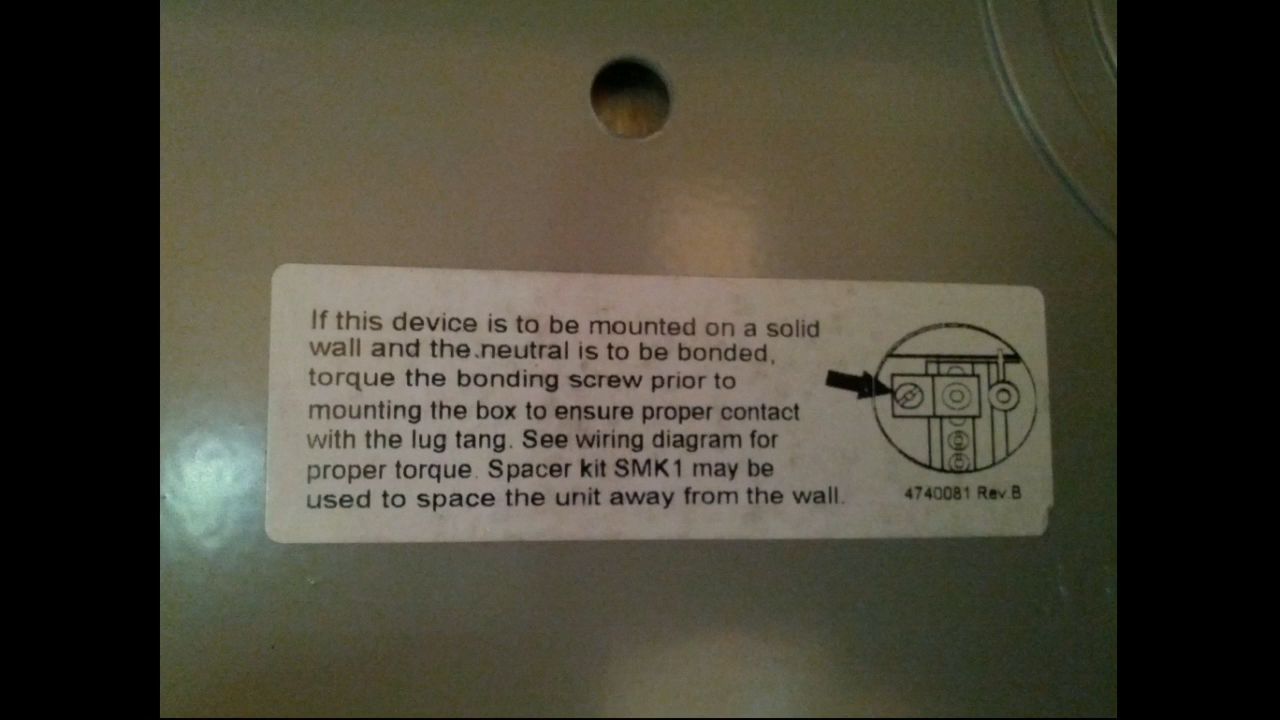 If this device is to be mounted on a solid
wall and the neutral is to be bonded,
torque the bonding screw prior to
mounting the box to ensure proper contact
with the lug tang. See wiring diagram for
proper torque. Spacer kit SMK1 may be
used to space the unit away from the wall.
4740081 Rev.B